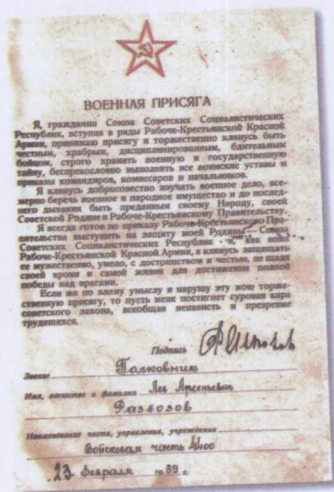 ВОЕННАЯ ПРИСЯГА
Я, гражданин Союза Советских Социалистических
Республик, вступая в ряды Рабоче-Крестьянской Красной
Армии, принимаю присягу и торжественно клянусь быть
честным, храбрым, дисциплинированным, бдительным
бойцом, строго хранить военную и государственную
тайну, беспрекословно выполнять все воинские уставы и
приказы командиров, комиссаров и начальников.
Я клянусь добросовестно изучать военное дело, все-
мерно беречь военное и народное имущество и до послед-
него дыхания быть преданным своему Народу, своей
Советской Родине и Рабоче-Крестьянскому Правительству.
Я всегда готов по приказу Рабоче-Крестьянского Пра-
вительства выступить на защиту моей Родины — Союза
Советских Социалистических Республик и, как воин
Рабоче-Крестьянской Красной Армии, я клянусь защищать
ее мужественно, умело, с достоинством и честью, не щадя
своей крови и самой жизни для достижения полной
победы над врагами.
Если же по злому умыслу я нарушу эту мою торже-
ственную присягу, то пусть меня постигнет суровая кара
советского закона, всеобщая ненависть и презрение
трудящихся.
Подпись
Звание Полковник
Имя, отчество и фамилия Лев Арсеньевич
Развозов
Наименование части, управления, учреждения
Войсковая часть
23 февраля 1939 г.